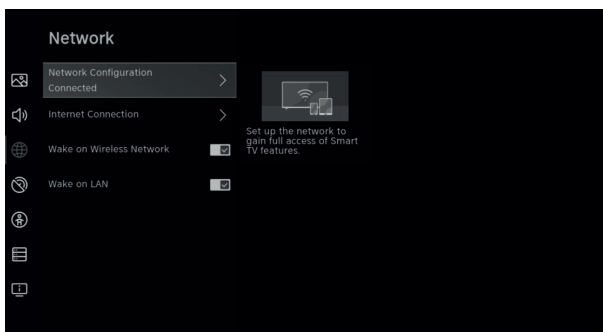 Network
Network Configuration
Connected
Internet Connection
Wake on Wireless Network
Wake on LAN
Set up the network to
gain full access of Smart
TV features.